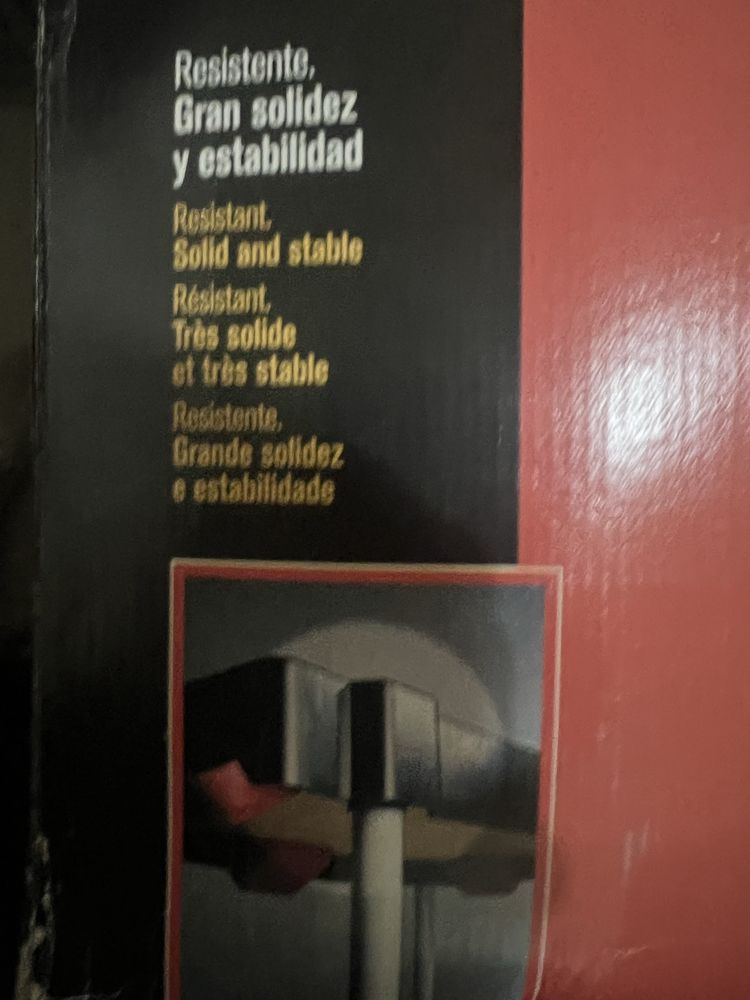 Resistente,
Gran solidez
y estabilidad
Resistant,
Solid and stable
Résistant,
Très solide
et très stable
Resistente,
Grande solidez
e estabilidade